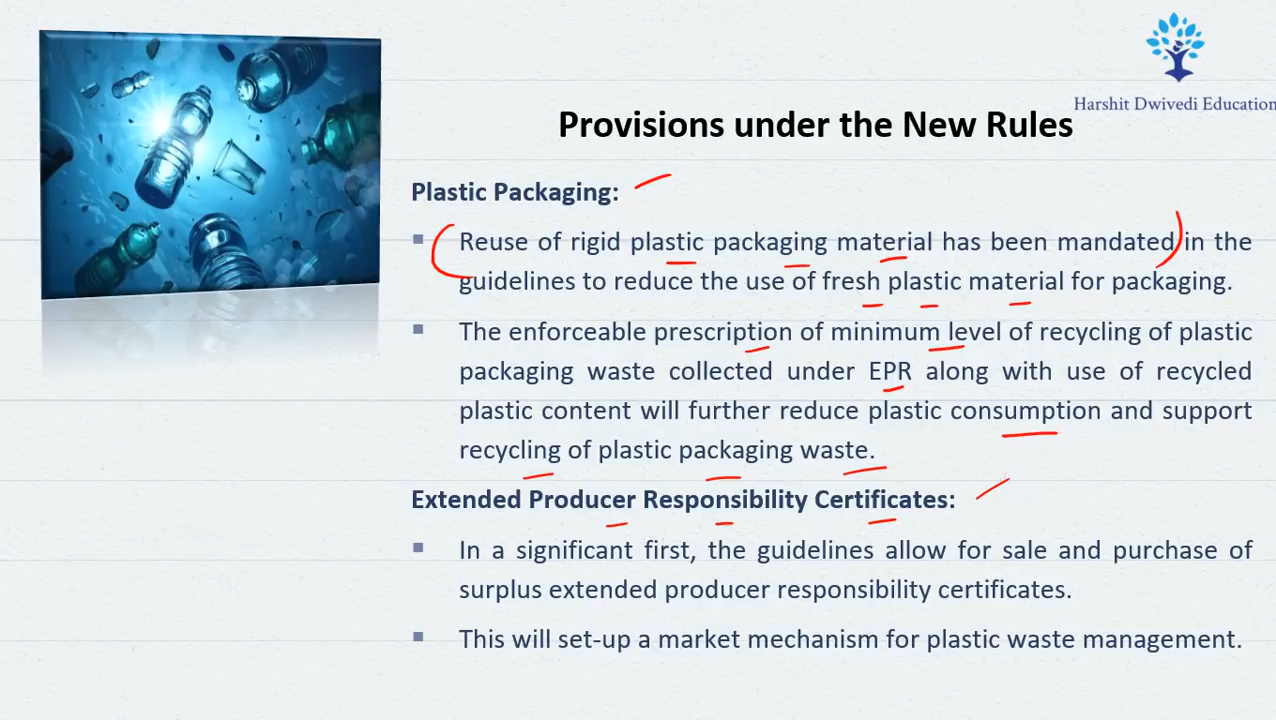 Harshit Dwivedi Education
Provisions under the New Rules
Plastic Packaging:
Reuse of rigid plastic packaging material has been mandated in the
guidelines to reduce the use of fresh plastic material for packaging.
The enforceable prescription of minimum level of recycling of plastic
packaging waste collected under EPR along with use of recycled
plastic content will further reduce plastic consumption and support
recycling of plastic packaging waste.
Extended Producer Responsibility Certificates:
In a significant first, the guidelines allow for sale and purchase of
surplus extended producer responsibility certificates.
This will set-up a market mechanism for plastic waste management.